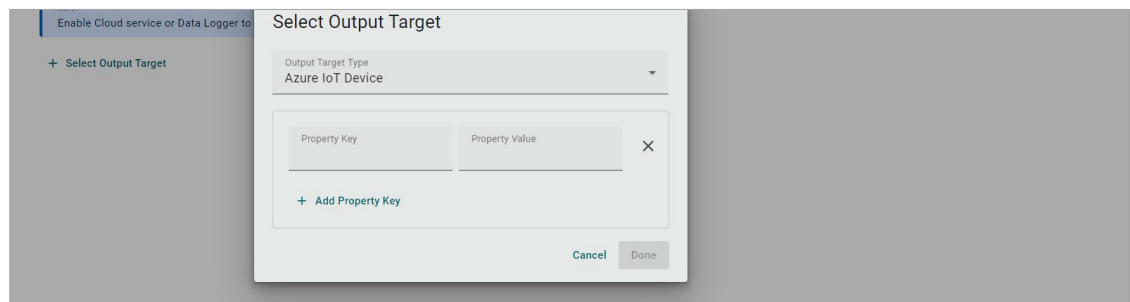 Enable Cloud service or Data Logger to
+ Select Output Target
Select Output Target
Output Target Type
Azure IoT Device
Property Key
Property Value
+ Add Property Key
Cancel
Done